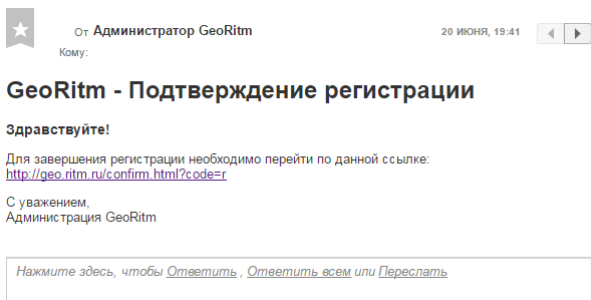 От Администратор GeoRitm 20 ИЮНЯ, 19:41
Кому:
GeoRitm - Подтверждение регистрации
Здравствуйте!
Для завершения регистрации необходимо перейти по данной ссылке:
http://geo.ritm.ru/confirm.html?code=r
С уважением,
Администрация GeoRitm
Нажмите здесь, чтобы Ответить , Ответить всем или Переслать